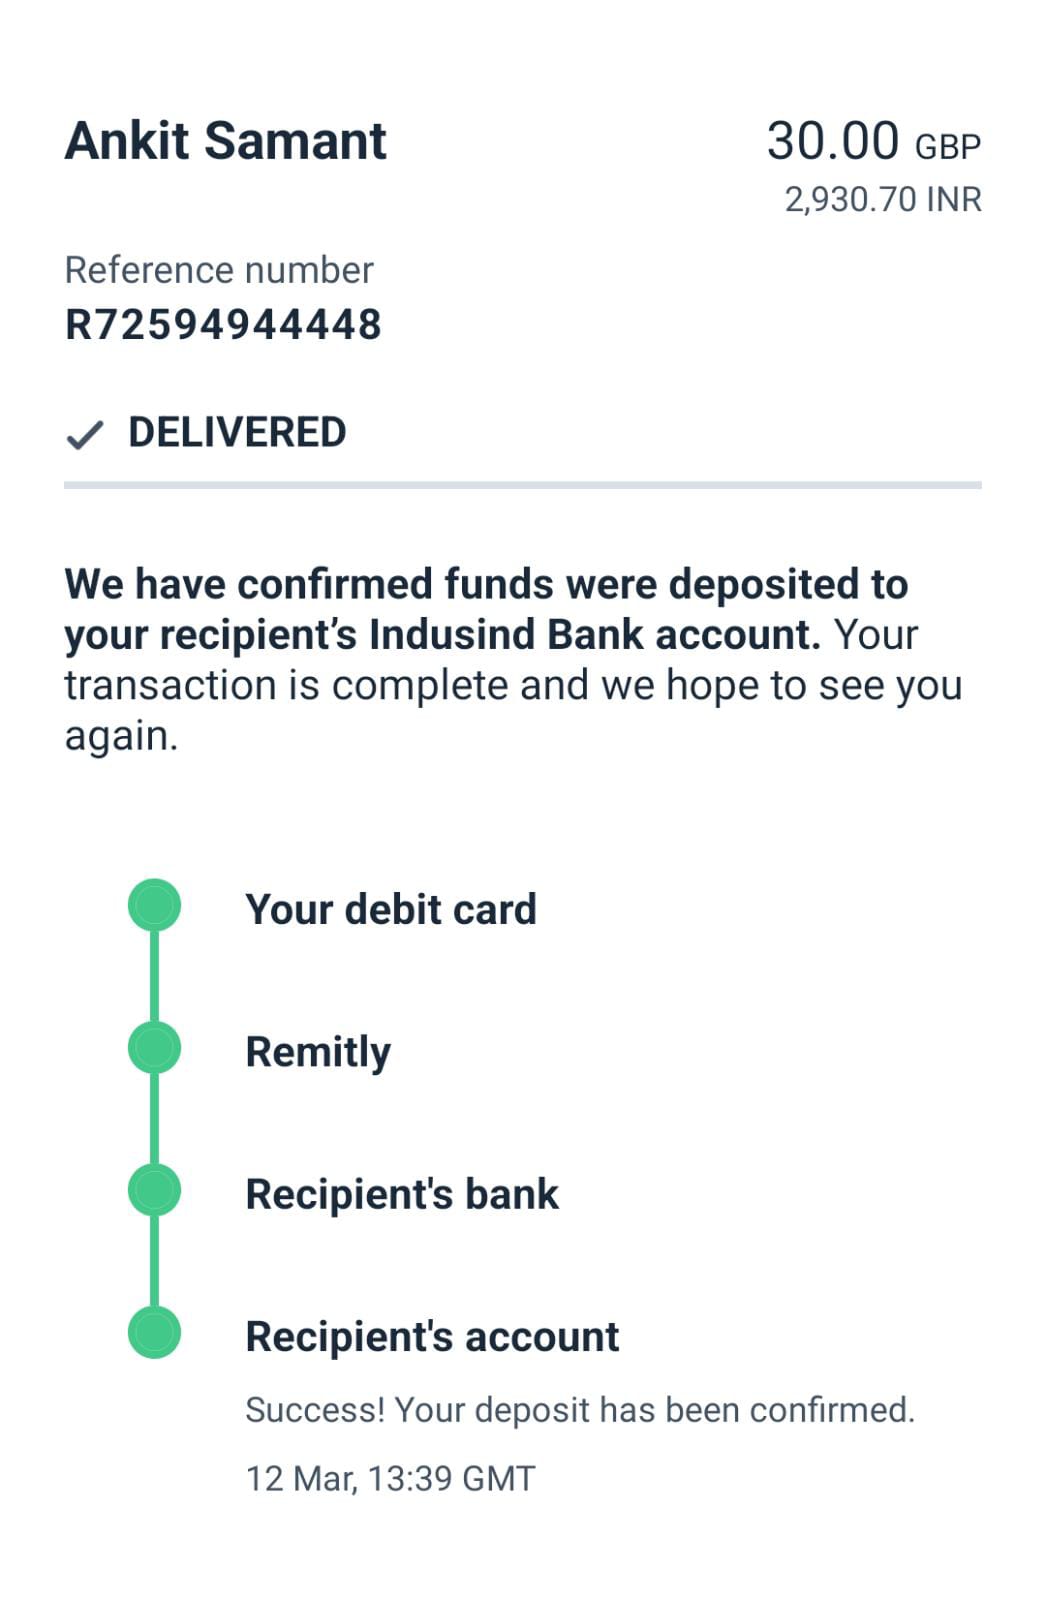 Ankit Samant
30.00 GBP
2,930.70 INR
Reference number
R72594944448
DELIVERED
We have confirmed funds were deposited to
your recipient’s Indusind Bank account. Your
transaction is complete and we hope to see you
again.
Your debit card
Remitly
Recipient's bank
Recipient's account
Success! Your deposit has been confirmed.
12 Mar, 13:39 GMT